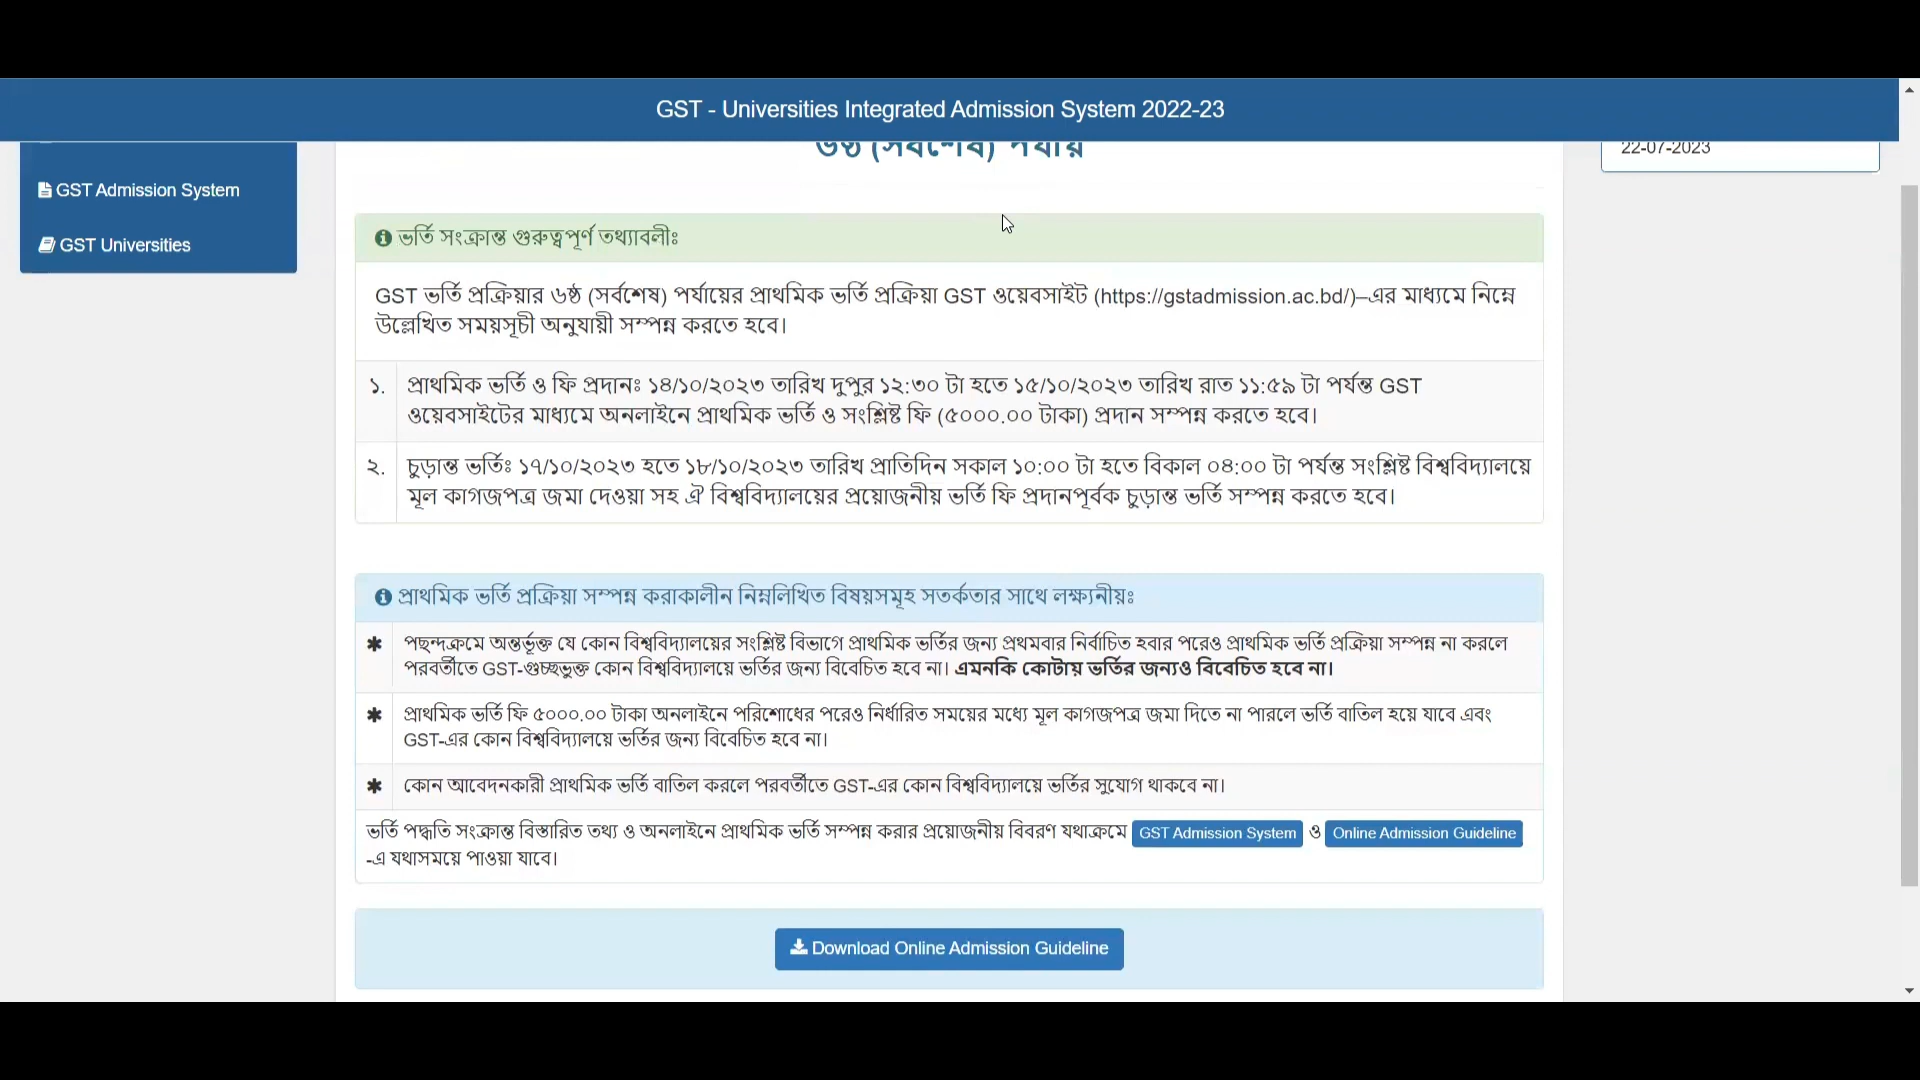 GST - Universities Integrated Admission System 2022-23
৬ষ্ঠ (সর্বশেষ) পর্যায়
22-07-2023
GST Admission System
GST Universities
ভর্তি সংক্রান্ত গুরুত্বপূর্ণ তথ্যাবলীঃ
GST ভর্তি প্রক্রিয়ার ৬ষ্ঠ (সর্বশেষ) পর্যায়ের প্রাথমিক ভর্তি প্রক্রিয়া GST ওয়েবসাইট (https://gstadmission.ac.bd/)–এর মাধ্যমে নিম্নে
উল্লেখিত সময়সূচী অনুযায়ী সম্পন্ন করতে হবে।
১. প্রাথমিক ভর্তি ও ফি প্রদানঃ ১৪/১০/২০২৩ তারিখ দুপুর ১২:৩০ টা হতে ১৫/১০/২০২৩ তারিখ রাত ১১:৫৯ টা পর্যন্ত GST
ওয়েবসাইটের মাধ্যমে অনলাইনে প্রাথমিক ভর্তি ও সংশ্লিষ্ট ফি (৫০০০.০০ টাকা) প্রদান সম্পন্ন করতে হবে।
২. চুড়ান্ত ভর্তিঃ ১৭/১০/২০২৩ হতে ১৮/১০/২০২৩ তারিখ প্রতিদিন সকাল ১০:০০ টা হতে বিকাল ০৪:০০ টা পর্যন্ত সংশ্লিষ্ট বিশ্ববিদ্যালয়ে
মূল কাগজপত্র জমা দেওয়া সহ ঐ বিশ্ববিদ্যালয়ের প্রয়োজনীয় ভর্তি ফি প্রদানপূর্বক চুড়ান্ত ভর্তি সম্পন্ন করতে হবে।
প্রাথমিক ভর্তি প্রক্রিয়া সম্পন্ন করাকালীন নিম্নলিখিত বিষয়সমূহ সতর্কতার সাথে লক্ষ্যনীয়ঃ
✱ পছন্দক্রমে অন্তর্ভূক্ত যে কোন বিশ্ববিদ্যালয়ের সংশ্লিষ্ট বিভাগে প্রাথমিক ভর্তির জন্য প্রথমবার নির্বাচিত হবার পরেও প্রাথমিক ভর্তি প্রক্রিয়া সম্পন্ন না করলে
পরবর্তীতে GST-গুচ্ছভুক্ত কোন বিশ্ববিদ্যালয়ে ভর্তির জন্য বিবেচিত হবে না। এমনকি কোটায় ভর্তির জন্যও বিবেচিত হবে না।
✱ প্রাথমিক ভর্তি ফি ৫০০০.০০ টাকা অনলাইনে পরিশোধের পরেও নির্ধারিত সময়ের মধ্যে মূল কাগজপত্র জমা দিতে না পারলে ভর্তি বাতিল হয়ে যাবে এবং
GST-এর কোন বিশ্ববিদ্যালয়ে ভর্তির জন্য বিবেচিত হবে না।
✱ কোন আবেদনকারী প্রাথমিক ভর্তি বাতিল করলে পরবর্তীতে GST-এর কোন বিশ্ববিদ্যালয়ে ভর্তির সুযোগ থাকবে না।
ভর্তি পদ্ধতি সংক্রান্ত বিস্তারিত তথ্য ও অনলাইনে প্রাথমিক ভর্তি সম্পন্ন করার প্রয়োজনীয় বিবরণ যথাক্রমে GST Admission System ও Online Admission Guideline
-এ যথাসময়ে পাওয়া যাবে।
Download Online Admission Guideline